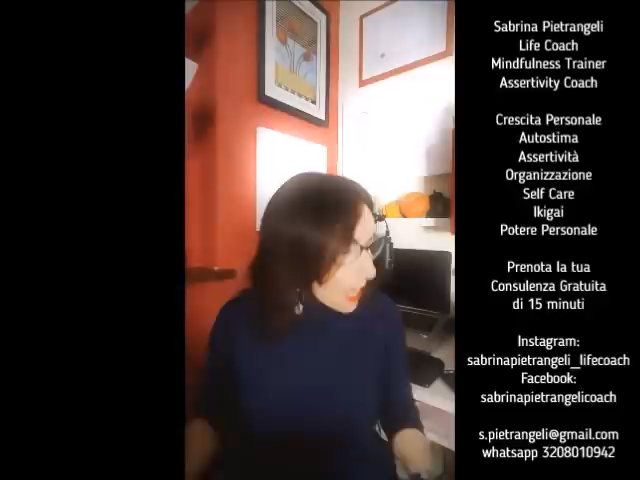 Sabrina Pietrangeli
Life Coach
Mindfulness Trainer
Assertivity Coach
Crescita Personale
Autostima
Assertività
Organizzazione
Self Care
Ikigai
Potere Personale
Prenota la tua
Consulenza Gratuita
di 15 minuti
Instagram:
sabrinapietrangeli_lifecoach
Facebook:
sabrinapietrangelicoach
s.pietrangeli@gmail.com
whatsapp 3208010942